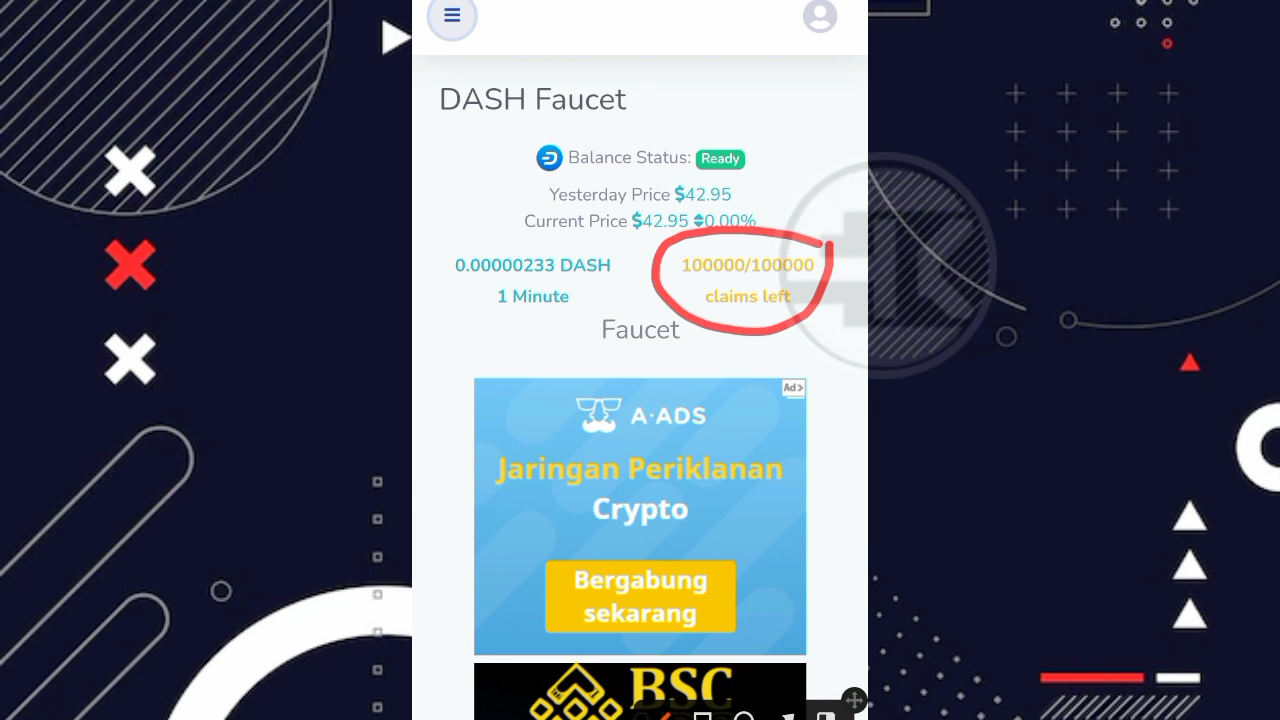 DASH Faucet
Balance Status: Ready
Yesterday Price $42.95
Current Price $42.95 0.00%
0.00000233 DASH
100000/100000
1 Minute
claims left
Faucet
Ad
A-ADS
Jaringan Periklanan
Crypto
Bergabung
sekarang
BSC